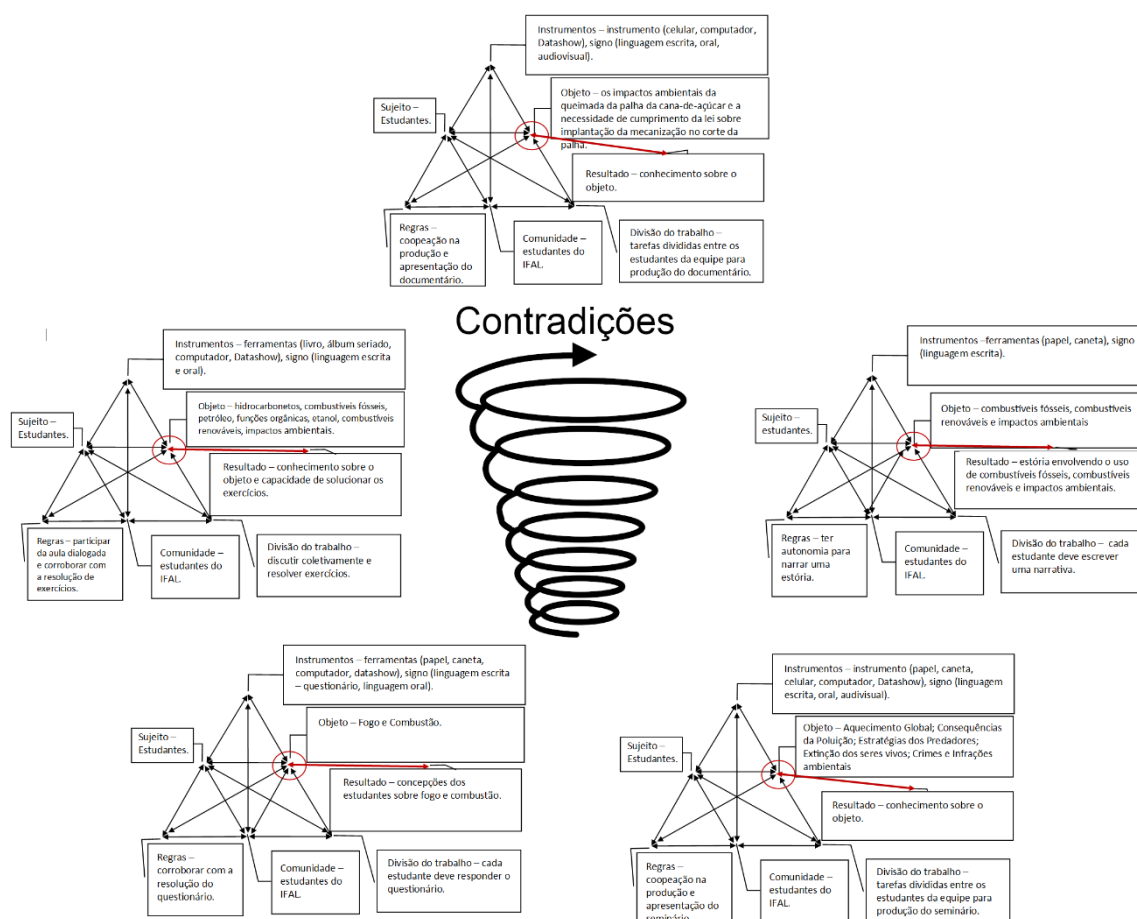 Instrumentos – instrumento (celular, computador,
Datashow), signo (linguagem escrita, oral,
audiovisual).
Sujeito –
Estudantes.
Objeto – os impactos ambientais da
queimada da palha da cana-de-açúcar e a
necessidade de cumprimento da lei sobre
implantação da mecanização no corte da
palha.
Resultado – conhecimento sobre o
objeto.
Regras –
coopeação na
produção e
apresentação do
documentário.
Comunidade –
estudantes do
IFAL.
Divisão do trabalho –
tarefas divididas entre os
estudantes da equipe para
produção do documentário.
Contradições
Instrumentos – ferramentas (livro, álbum seriado,
computador, Datashow), signo (linguagem escrita
e oral).
Sujeito –
Estudantes.
Objeto – hidrocarbonetos, combustíveis fósseis,
petróleo, funções orgânicas, etanol, combustíveis
renováveis, impactos ambientais.
Resultado – conhecimento sobre o
objeto e capacidade de solucionar os
exercícios.
Regras – participar
da aula dialogada
e corroborar com
a resolução de
exercícios.
Comunidade –
estudantes do
IFAL.
Divisão do trabalho –
discutir coletivamente e
resolver exercícios.
Instrumentos –ferramentas (papel, caneta), signo
(linguagem escrita).
Sujeito –
estudantes.
Objeto – combustíveis fósseis, combustíveis
renováveis e impactos ambientais
Resultado – estória envolvendo o uso
de combustíveis fósseis, combustíveis
renováveis e impactos ambientais.
Regras – ter
autonomia para
narrar uma
estória.
Comunidade –
estudantes do
IFAL.
Divisão do trabalho – cada
estudante deve escrever
uma narrativa.
Instrumentos – ferramentas (papel, caneta,
computador, datashow), signo (linguagem escrita
– questionário, linguagem oral).
Sujeito –
Estudantes.
Objeto – Fogo e Combustão.
Resultado – concepções dos
estudantes sobre fogo e combustão.
Regras –
corroborar com a
resolução do
questionário.
Comunidade –
estudantes do
IFAL.
Divisão do trabalho – cada
estudante deve responder o
questionário.
Instrumentos – instrumento (papel, caneta,
celular, computador, Datashow), signo (linguagem
escrita, oral, audivisual).
Sujeito –
Estudantes.
Objeto – Aquecimento Global; Consequências
da Poluição; Estratégias dos Predadores;
Extinção dos seres vivos; Crimes e Infrações
ambientais
Resultado – conhecimento sobre o
objeto.
Regras –
coopeação na
produção e
apresentação do
seminário.
Comunidade –
estudantes do
IFAL.
Divisão do trabalho –
tarefas divididas entre os
estudantes da equipe para
produção do seminário.